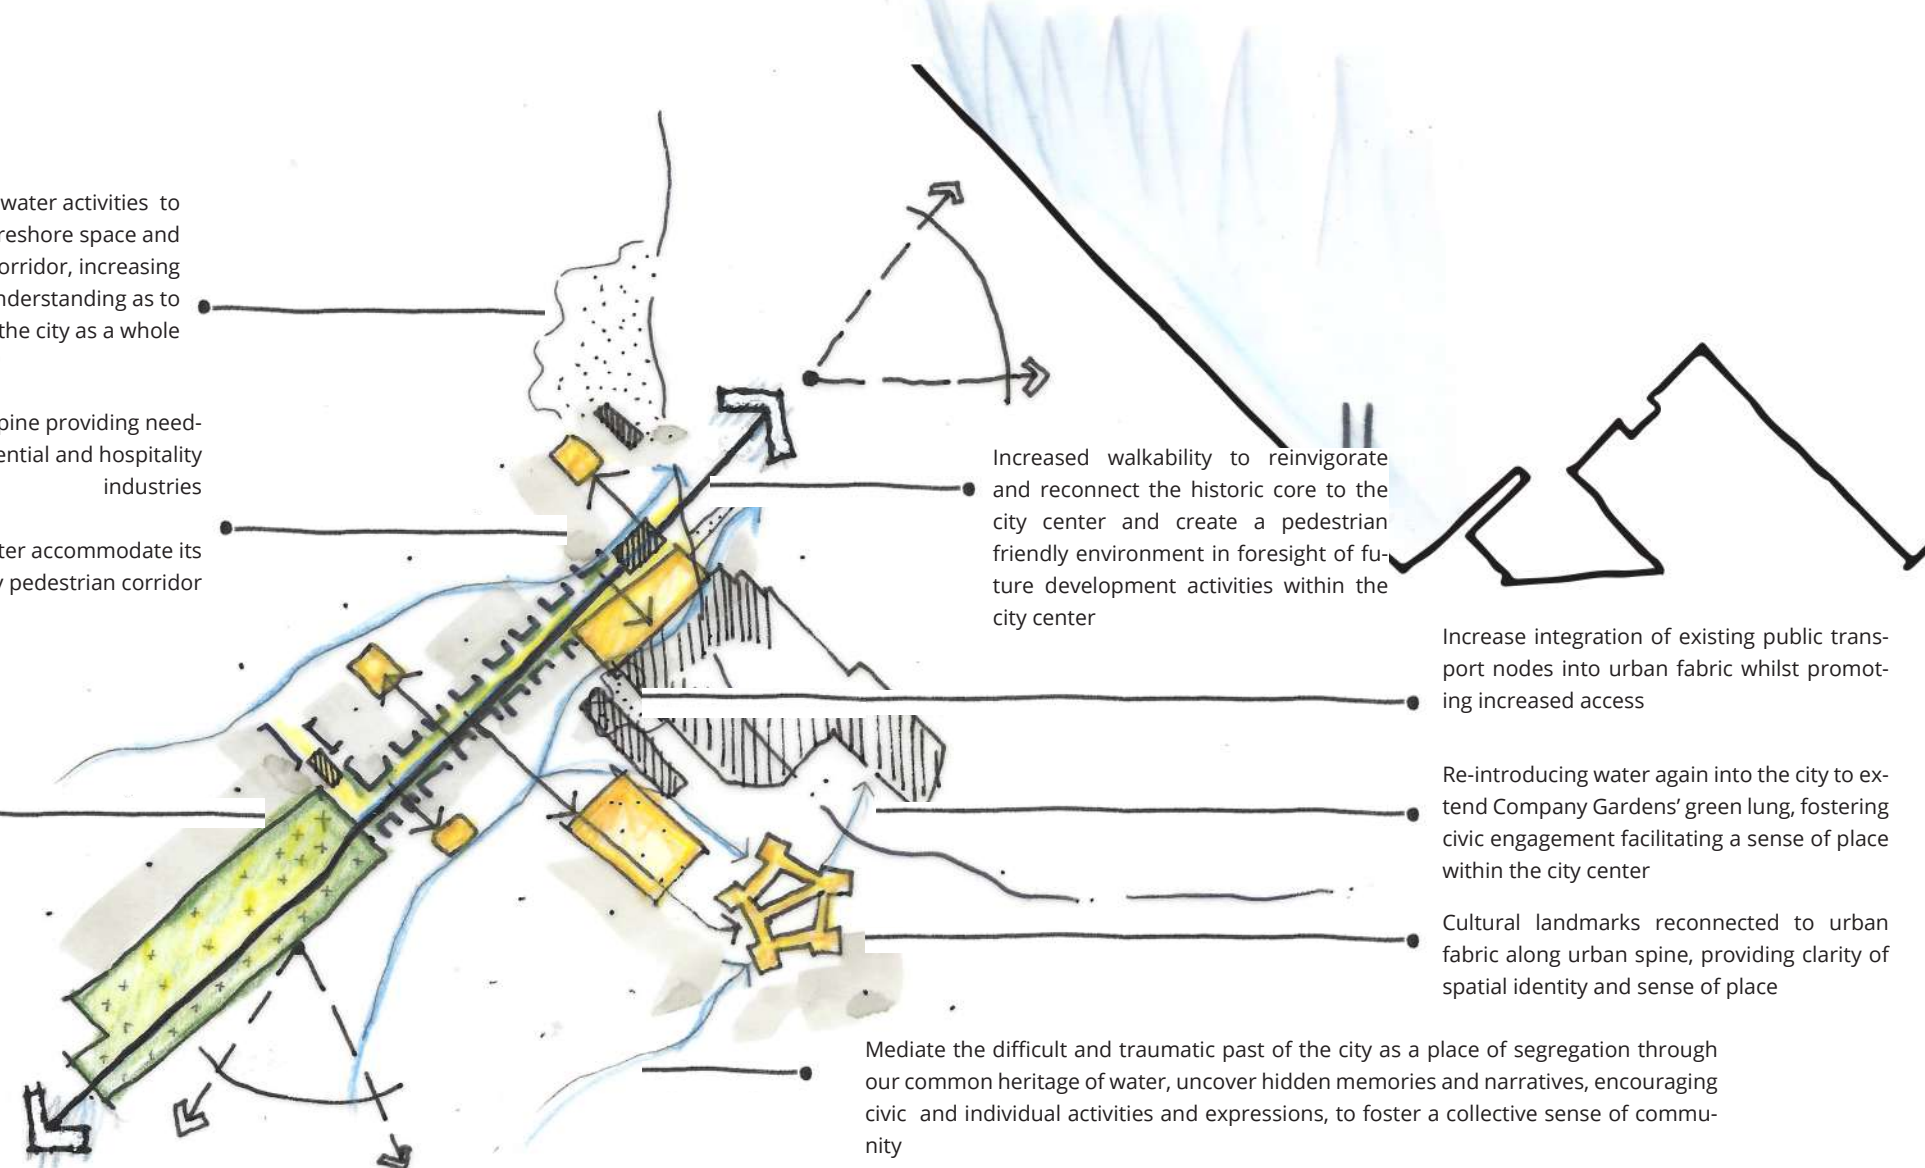 water activities to
reshore space and
orridor, increasing
nderstanding as to
the city as a whole
pine providing need-
ential and hospitality
industries
ter accommodate its
y pedestrian corridor
Increased walkability to reinvigorate
and reconnect the historic core to the
city center and create a pedestrian
friendly environment in foresight of fu-
ture development activities within the
city center
Increase integration of existing public trans-
port nodes into urban fabric whilst promot-
ing increased access
Re-introducing water again into the city to ex-
tend Company Gardens’ green lung, fostering
civic engagement facilitating a sense of place
within the city center
Cultural landmarks reconnected to urban
fabric along urban spine, providing clarity of
spatial identity and sense of place
Mediate the difficult and traumatic past of the city as a place of segregation through
our common heritage of water, uncover hidden memories and narratives, encouraging
civic and individual activities and expressions, to foster a collective sense of commu-
nity